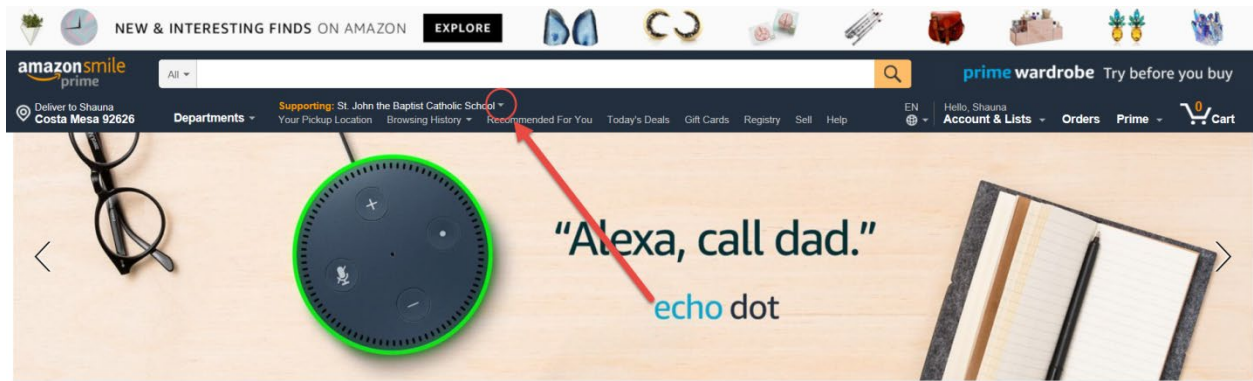 NEW & INTERESTING FINDS ON AMAZON EXPLORE
amazonsmile
prime
All
prime wardrobe Try before you buy
Deliver to Shauna
Costa Mesa 92626
Departments
Supporting: St. John the Baptist Catholic School
Your Pickup Location Browsing History Recommended For You Today's Deals Gift Cards Registry Sell Help
EN
Hello, Shauna
Account & Lists Orders Prime 0 Cart
"Alexa, call dad."
echo dot